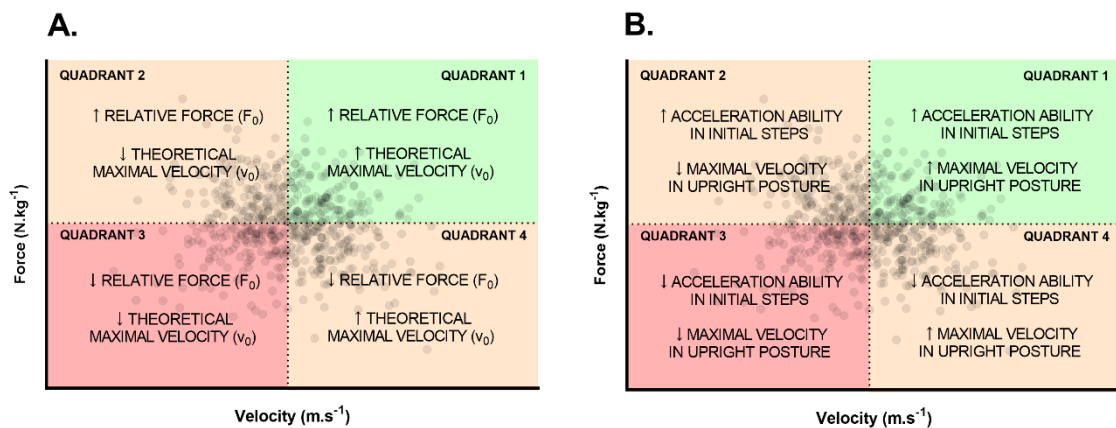 A.
QUADRANT 2
QUADRANT 1
↑ RELATIVE FORCE (F₀)
↓ THEORETICAL
MAXIMAL VELOCITY (v₀)
↑ RELATIVE FORCE (F₀)
↑ THEORETICAL
MAXIMAL VELOCITY (v₀)
QUADRANT 3
QUADRANT 4
↓ RELATIVE FORCE (F₀)
↓ THEORETICAL
MAXIMAL VELOCITY (v₀)
↓ RELATIVE FORCE (F₀)
↑ THEORETICAL
MAXIMAL VELOCITY (v₀)
Force (N.kg⁻¹)
Velocity (m.s⁻¹)
B.
QUADRANT 2
QUADRANT 1
↑ ACCELERATION ABILITY
IN INITIAL STEPS
↓ MAXIMAL VELOCITY
IN UPRIGHT POSTURE
↑ ACCELERATION ABILITY
IN INITIAL STEPS
↑ MAXIMAL VELOCITY
IN UPRIGHT POSTURE
QUADRANT 3
QUADRANT 4
↓ ACCELERATION ABILITY
IN INITIAL STEPS
↓ MAXIMAL VELOCITY
IN UPRIGHT POSTURE
↓ ACCELERATION ABILITY
IN INITIAL STEPS
↑ MAXIMAL VELOCITY
IN UPRIGHT POSTURE
Force (N.kg⁻¹)
Velocity (m.s⁻¹)